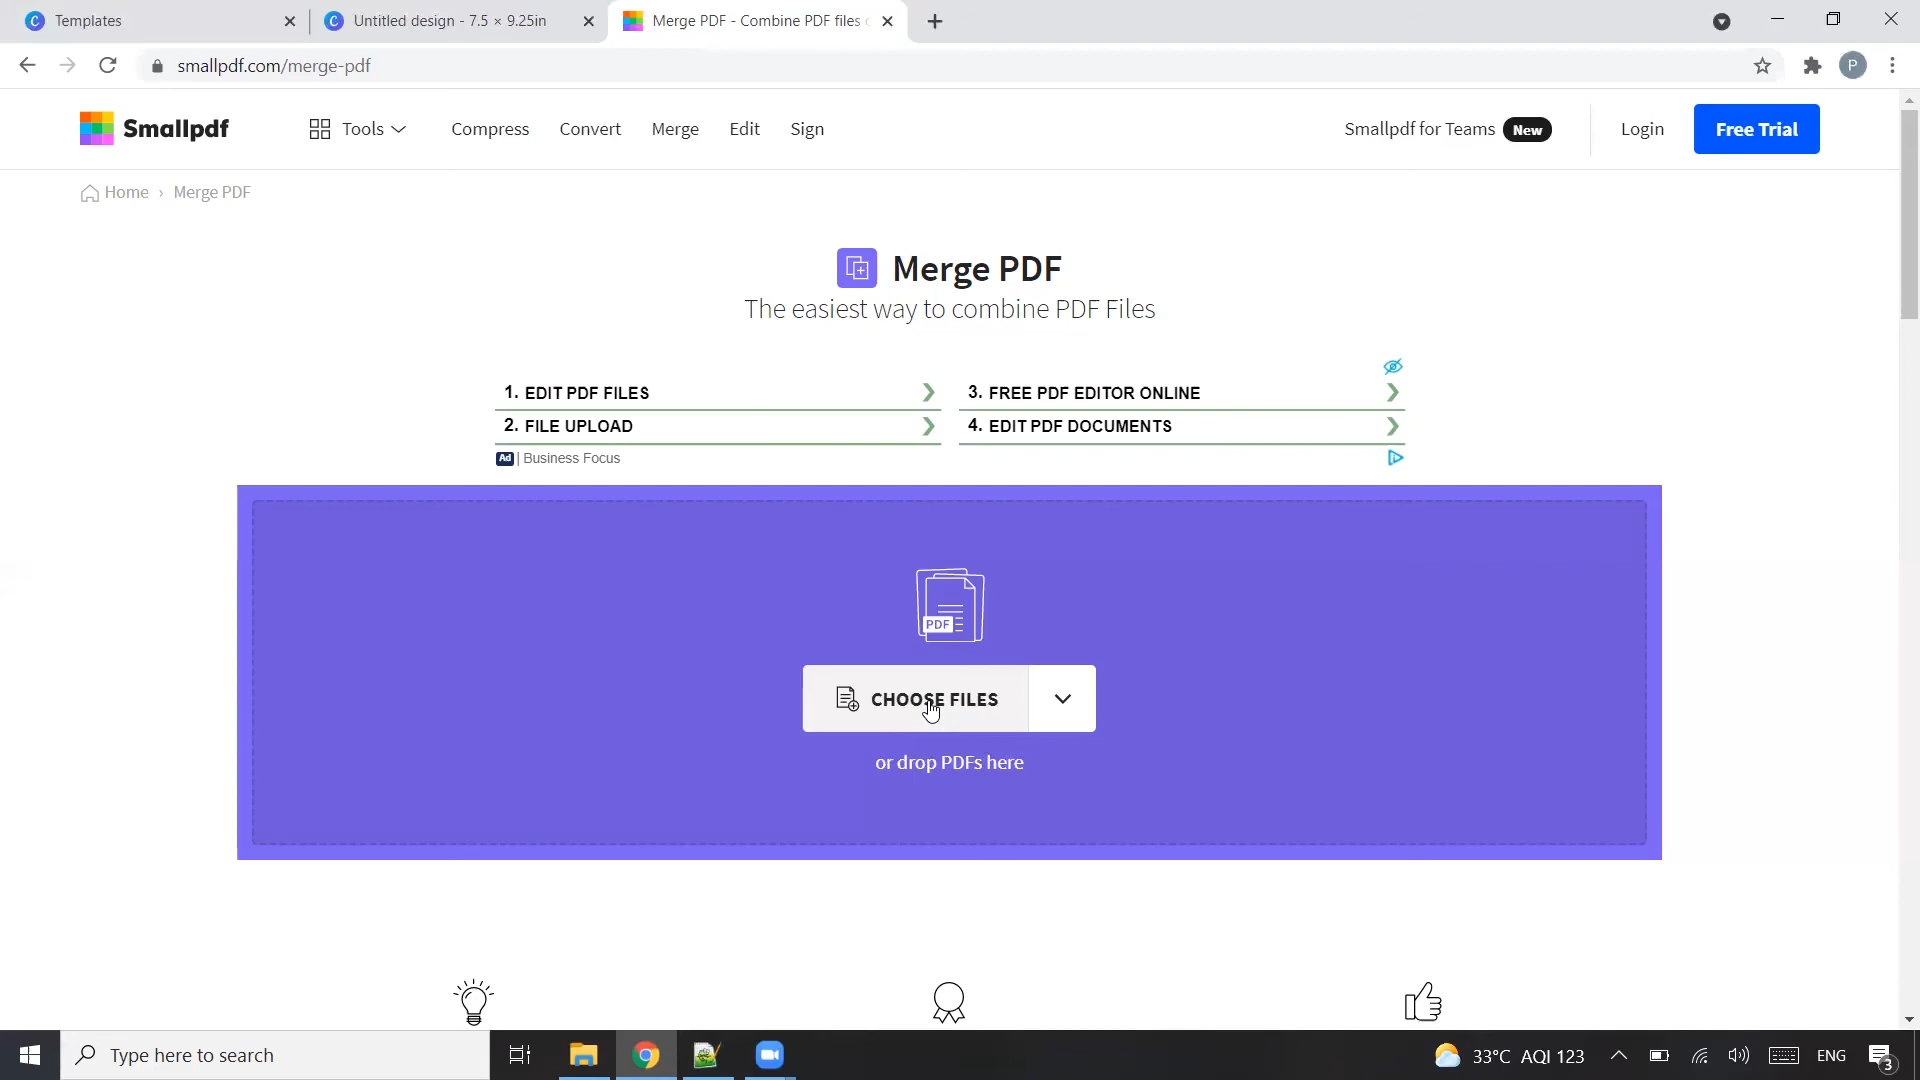 Templates
Untitled design - 7.5 × 9.25in
Merge PDF - Combine PDF files
smallpdf.com/merge-pdf
P
Smallpdf
Tools
Compress
Convert
Merge
Edit
Sign
Smallpdf for Teams New
Login
Free Trial
Home › Merge PDF
Merge PDF
The easiest way to combine PDF Files
1. EDIT PDF FILES
2. FILE UPLOAD
3. FREE PDF EDITOR ONLINE
4. EDIT PDF DOCUMENTS
Ad | Business Focus
PDF
CHOOSE FILES
or drop PDFs here
Type here to search
33°C AQI 123
ENG
3